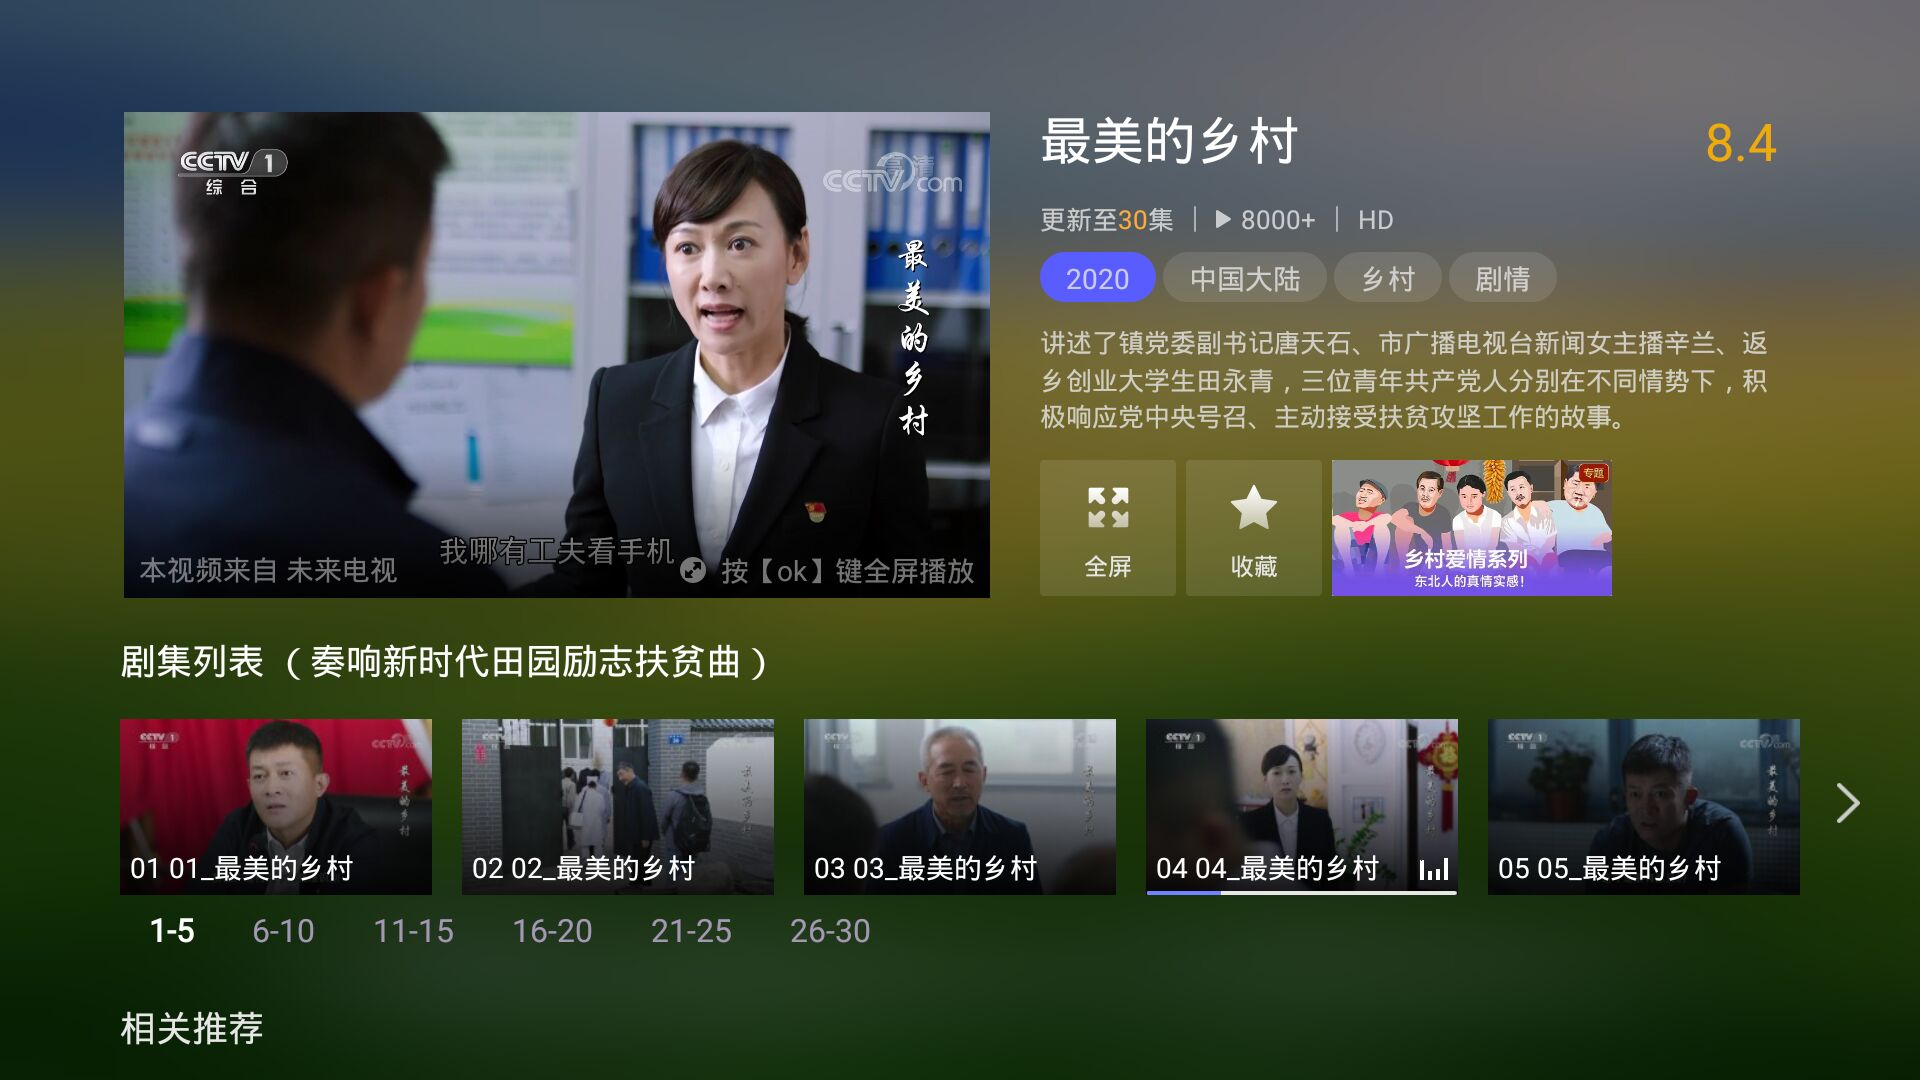 CCTV 1
综合
高清
CCTV.com
最美的乡村
我哪有工夫看手机
本视频来自 未来电视
按【ok】键全屏播放
最美的乡村
8.4
更新至30集
8000+
HD
2020
中国大陆
乡村
剧情
讲述了镇党委副书记唐天石、市广播电视台新闻女主播辛兰、返
乡创业大学生田永青，三位青年共产党人分别在不同情势下，积
极响应党中央号召、主动接受扶贫攻坚工作的故事。
全屏
收藏
专题
乡村爱情系列
东北人的真情实感！
剧集列表 （奏响新时代田园励志扶贫曲）
01 01_最美的乡村
02 02_最美的乡村
03 03_最美的乡村
04 04_最美的乡村
05 05_最美的乡村
1-5 6-10 11-15 16-20 21-25 26-30
相关推荐